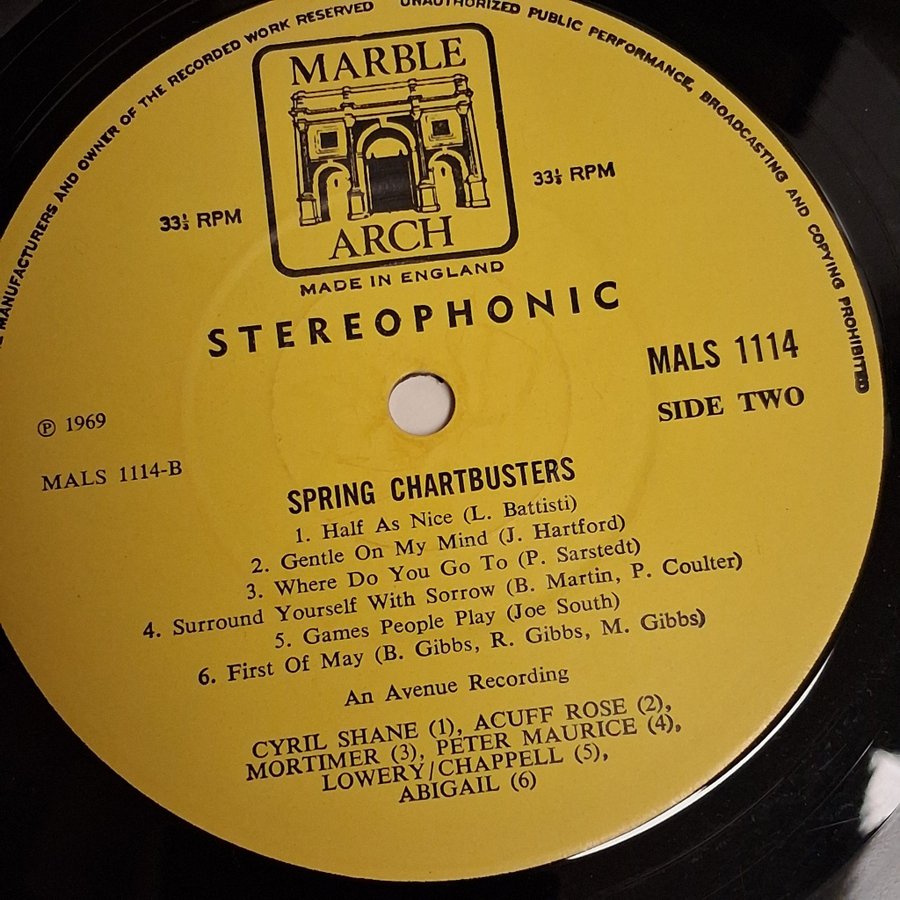 MANUFACTURERS AND OWNER OF THE RECORDED WORK RESERVED
UNAUTHORIZED PUBLIC PERFORMANCE, BROADCASTING AND COPYING PROHIBITED
MARBLE
ARCH
33⅓ RPM
33⅓ RPM
MADE IN ENGLAND
STEREOPHONIC
MALS 1114
SIDE TWO
℗ 1969
MALS 1114-B
SPRING CHARTBUSTERS
1. Half As Nice (L. Battisti)
2. Gentle On My Mind (J. Hartford)
3. Where Do You Go To (P. Sarstedt)
4. Surround Yourself With Sorrow (B. Martin, P. Coulter)
5. Games People Play (Joe South)
6. First Of May (B. Gibbs, R. Gibbs, M. Gibbs)
An Avenue Recording
CYRIL SHANE (1), ACUFF ROSE (2),
MORTIMER (3), PETER MAURICE (4),
LOWERY/CHAPPELL (5),
ABIGAIL (6)